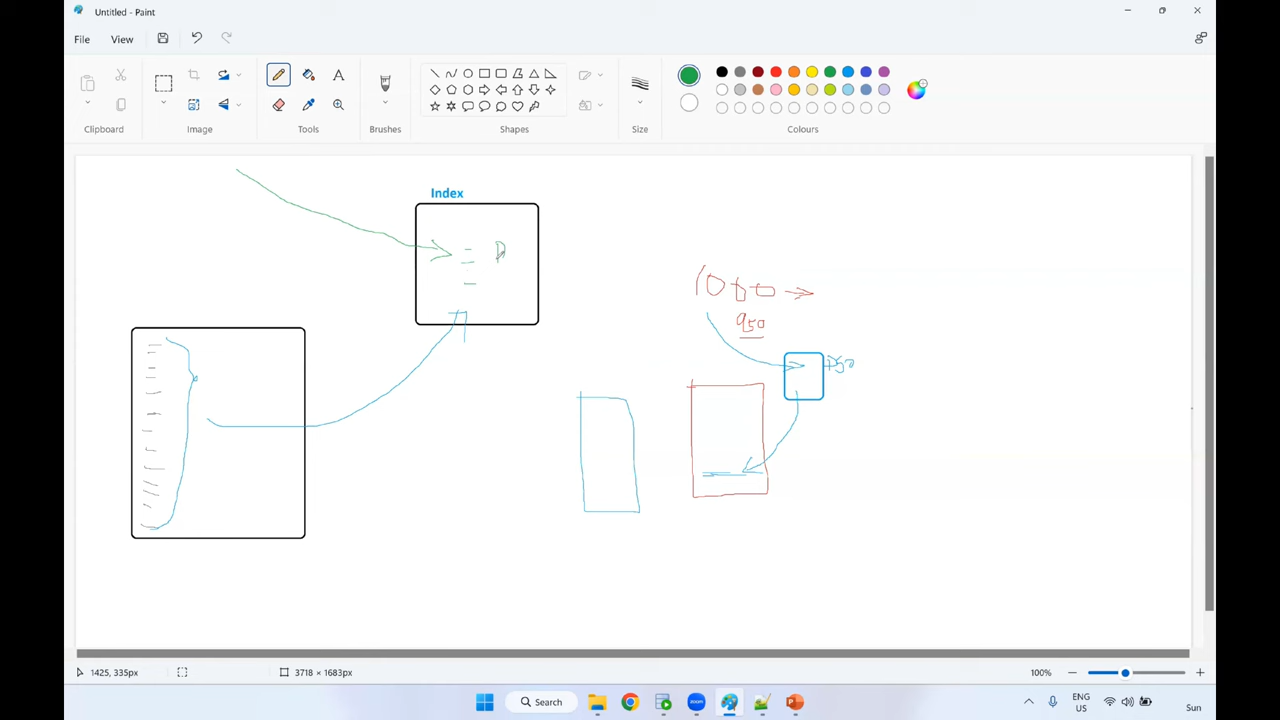 Untitled - Paint
File View
Clipboard Image Tools Brushes Shapes Size Colours
Index
950
1425, 335px 3718 × 1683px 100%
Search ENG
US Sun